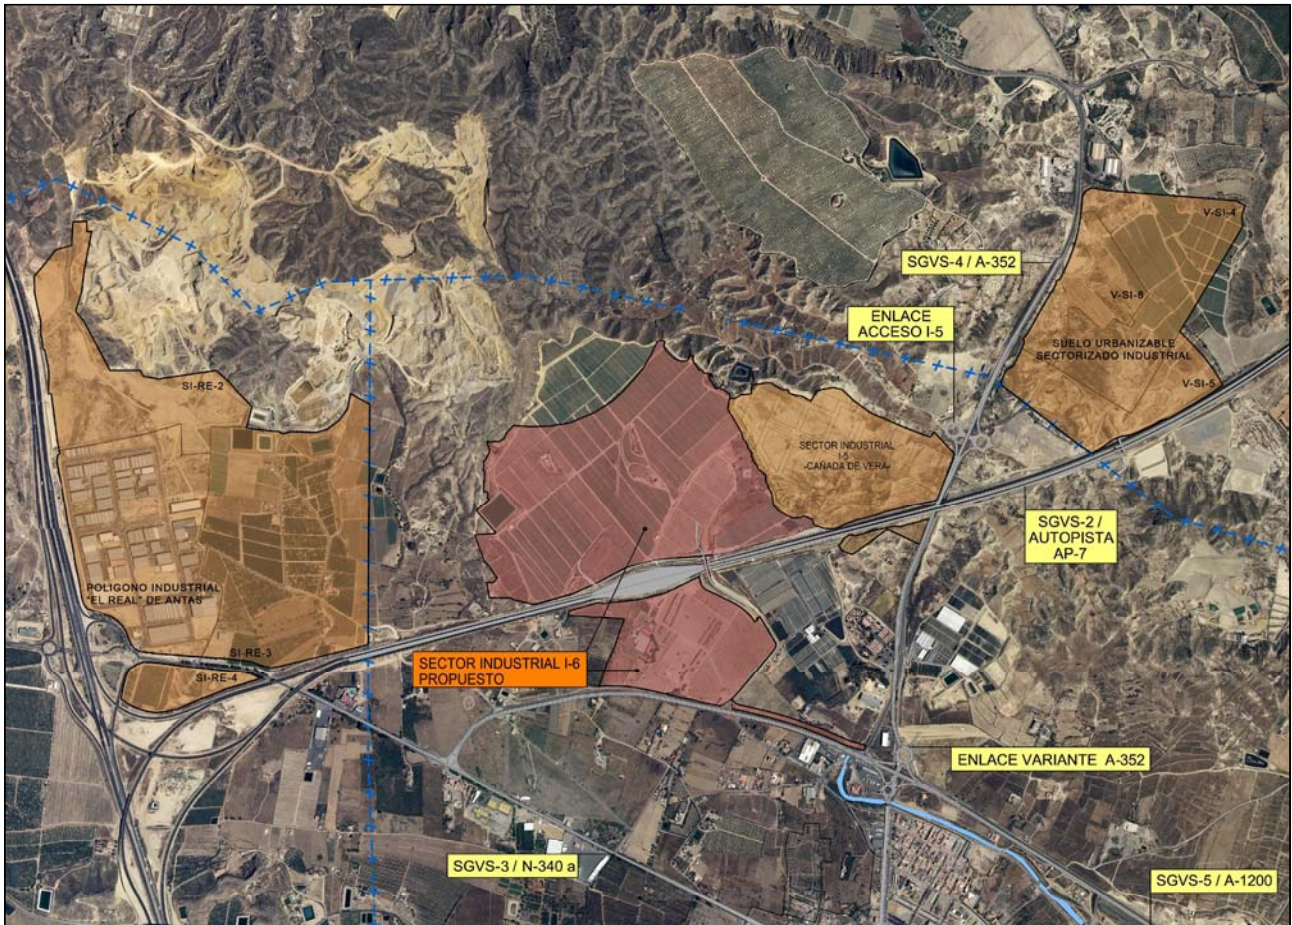 V-SI-4
SGVS-4 / A-352
V-SI-8
ENLACE
ACCESO I-5
SUELO URBANIZABLE
SECTORIZADO INDUSTRIAL
SI-RE-2
V-SI-5
SECTOR INDUSTRIAL
I-5
-CAÑADA DE VERA-
SGVS-2 /
AUTOPISTA
AP-7
POLIGONO INDUSTRIAL
"EL REAL" DE ANTAS
SI-RE-3
SI-RE-4
SECTOR INDUSTRIAL I-6
PROPUESTO
ENLACE VARIANTE A-352
SGVS-3 / N-340 a
SGVS-5 / A-1200